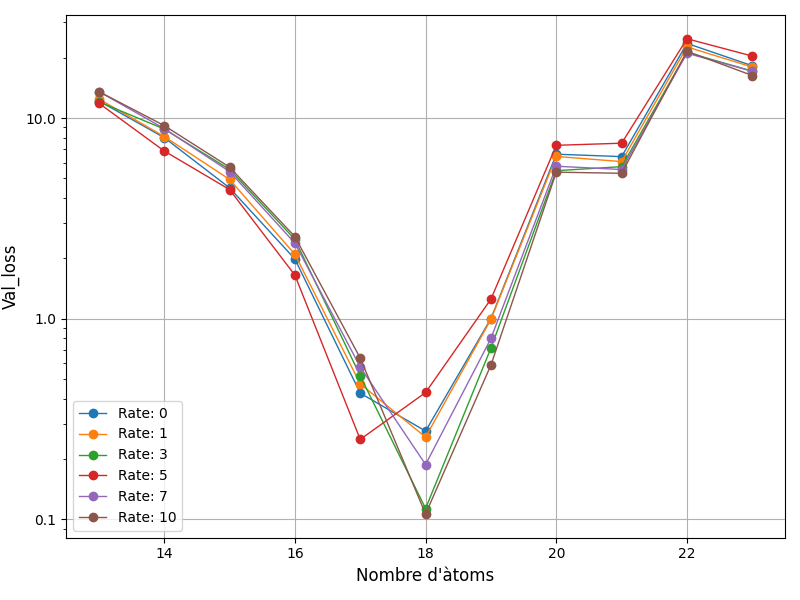 10.0
1.0
0.1
Val_loss
Rate: 0
Rate: 1
Rate: 3
Rate: 5
Rate: 7
Rate: 10
14 16 18 20 22
Nombre d'àtoms